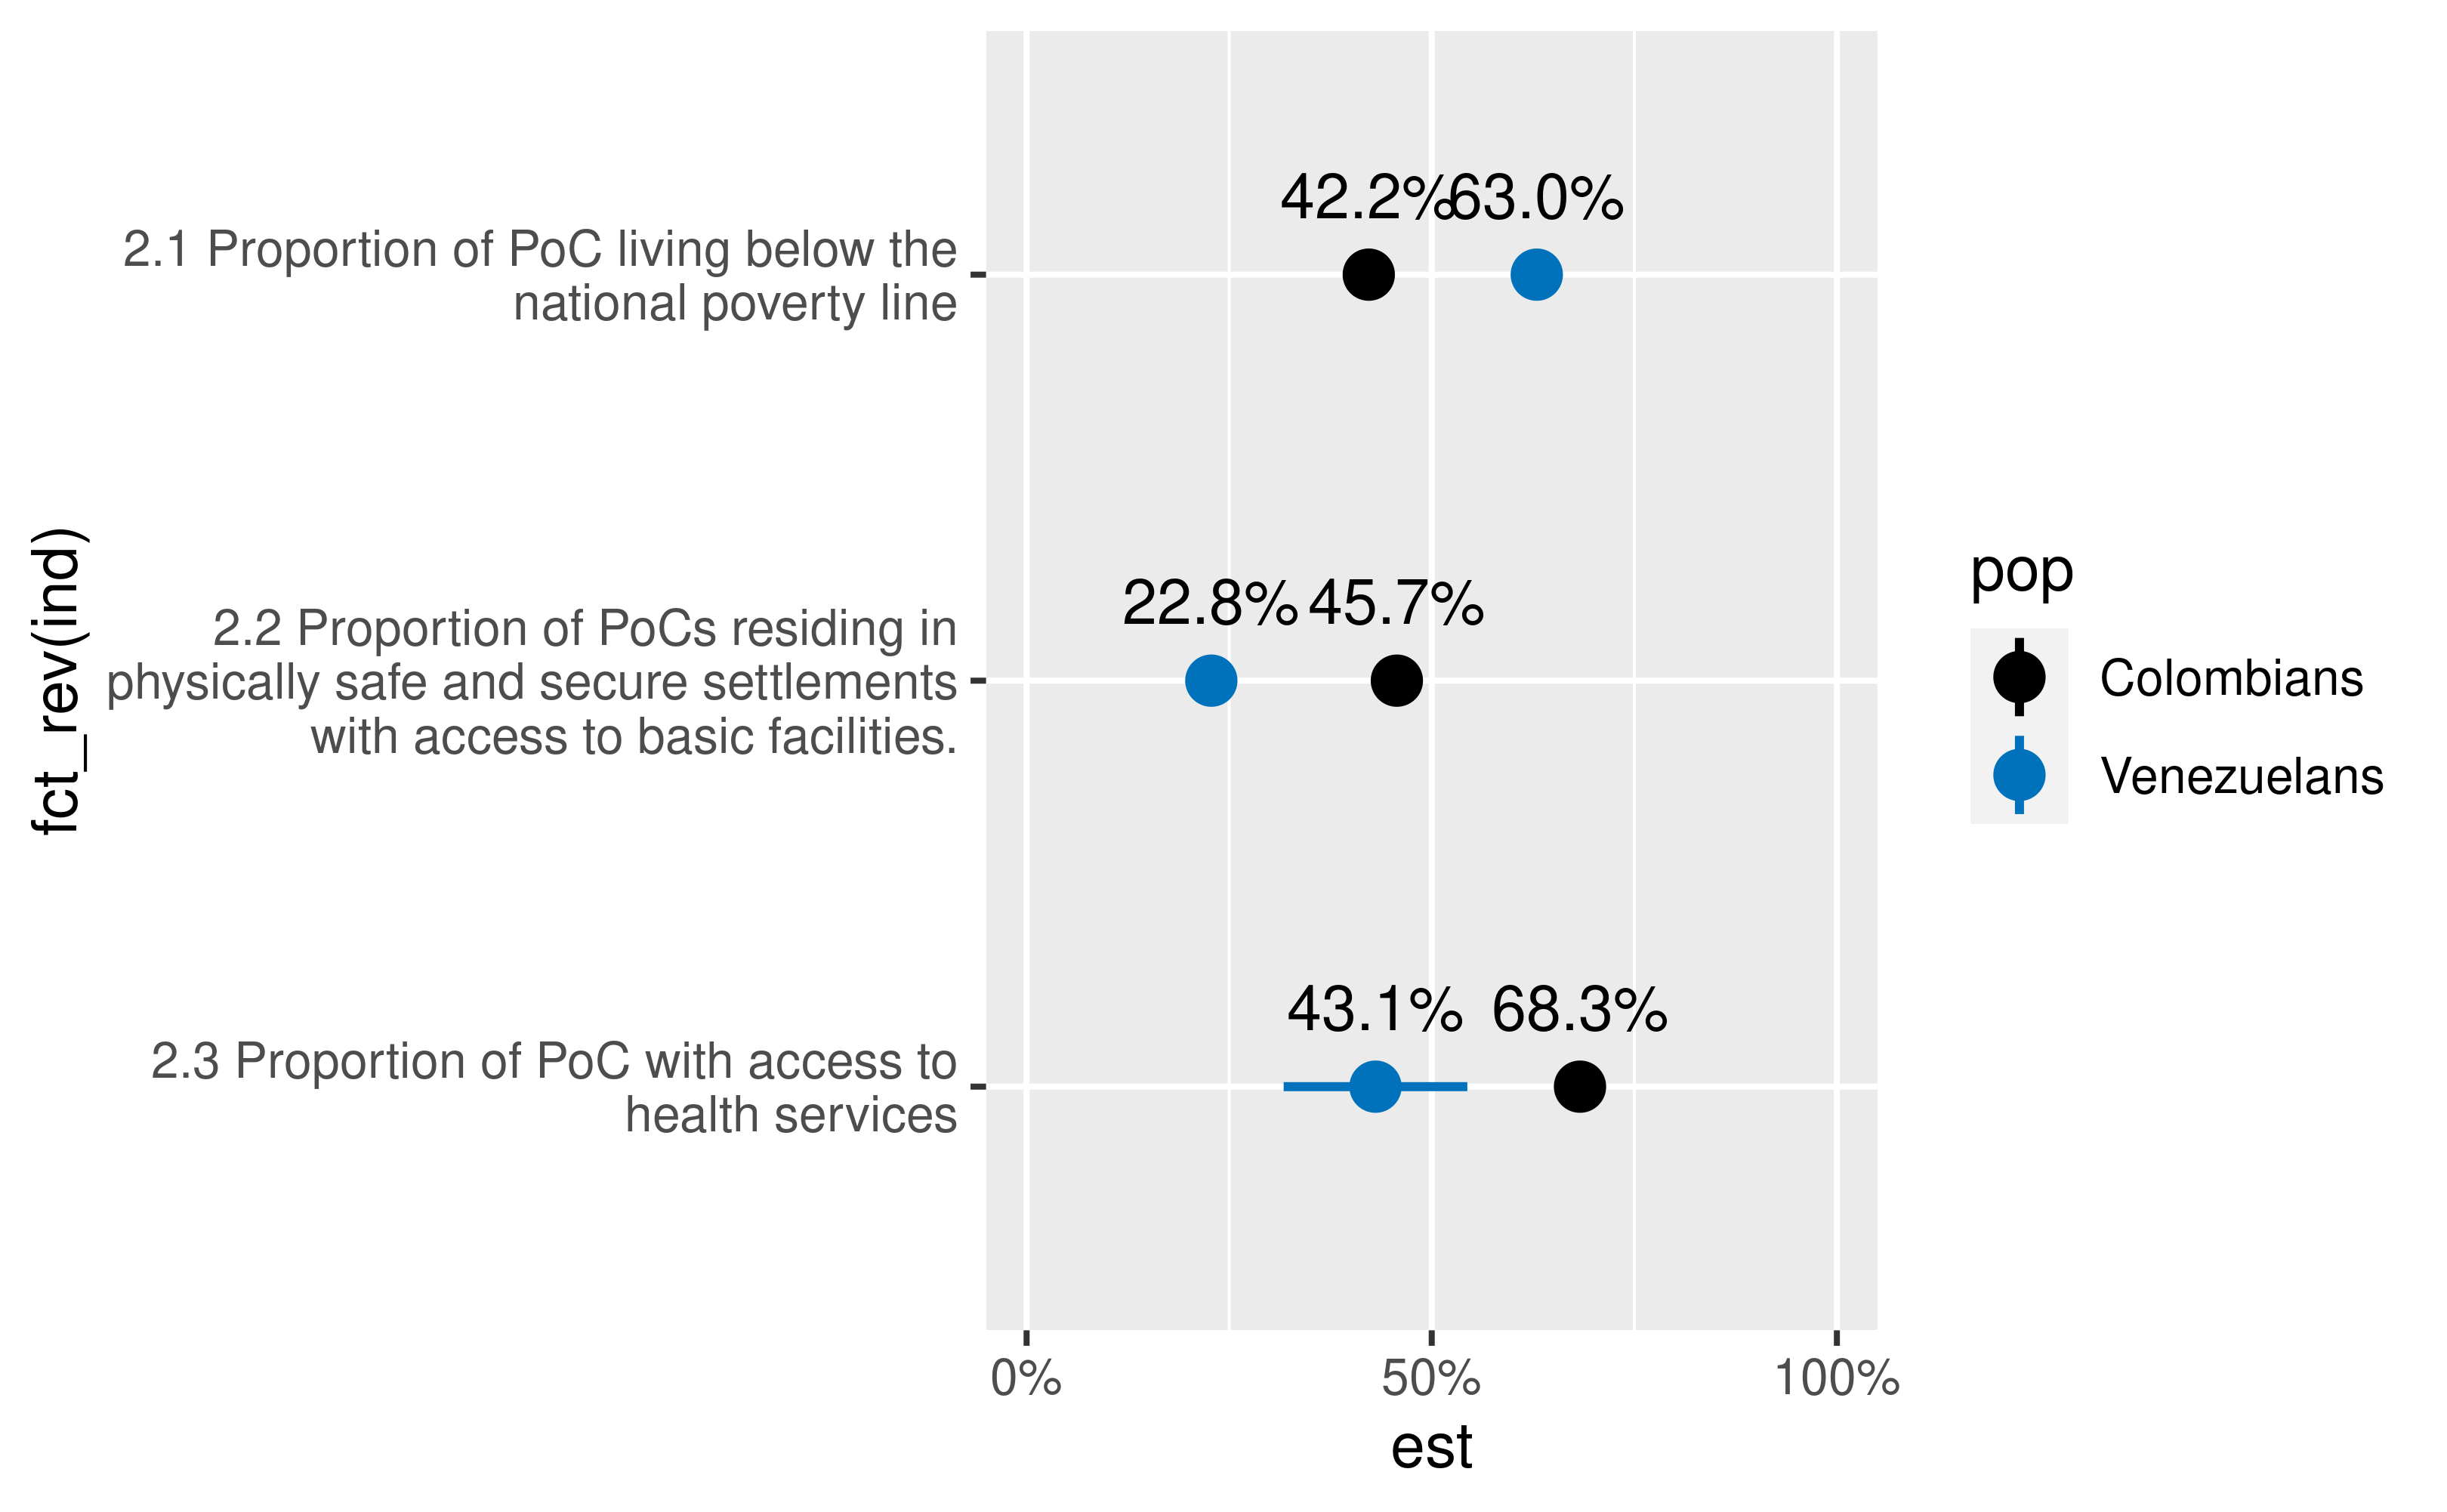 fct_rev(ind)
2.1 Proportion of PoC living below the
national poverty line
2.2 Proportion of PoCs residing in
physically safe and secure settlements
with access to basic facilities.
2.3 Proportion of PoC with access to
health services
42.2% 63.0%
22.8% 45.7%
43.1% 68.3%
0% 50% 100%
est
pop
Colombians
Venezuelans